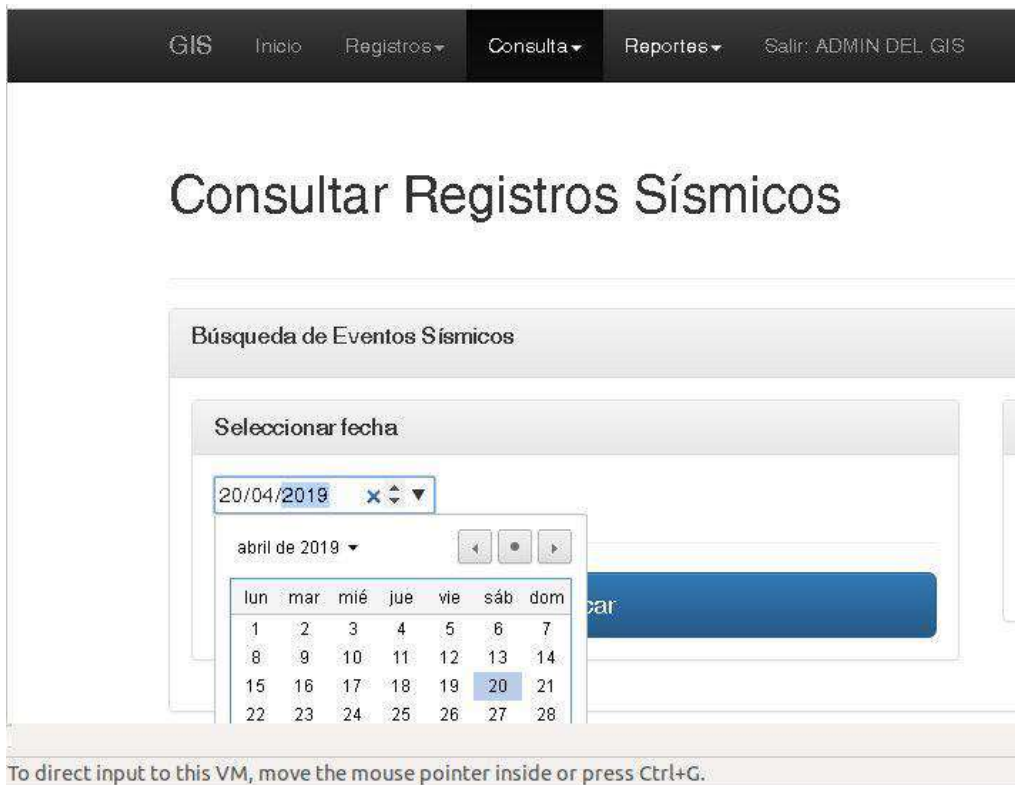 GIS Inicio Registros Consulta Reportes Salir: ADMIN DEL GIS
Consultar Registros Sísmicos
Búsqueda de Eventos Sísmicos
Seleccionar fecha
20/04/2019
abril de 2019
lun mar mié jue vie sáb dom
1 2 3 4 5 6 7
8 9 10 11 12 13 14
15 16 17 18 19 20 21
22 23 24 25 26 27 28
To direct input to this VM, move the mouse pointer inside or press Ctrl+G.